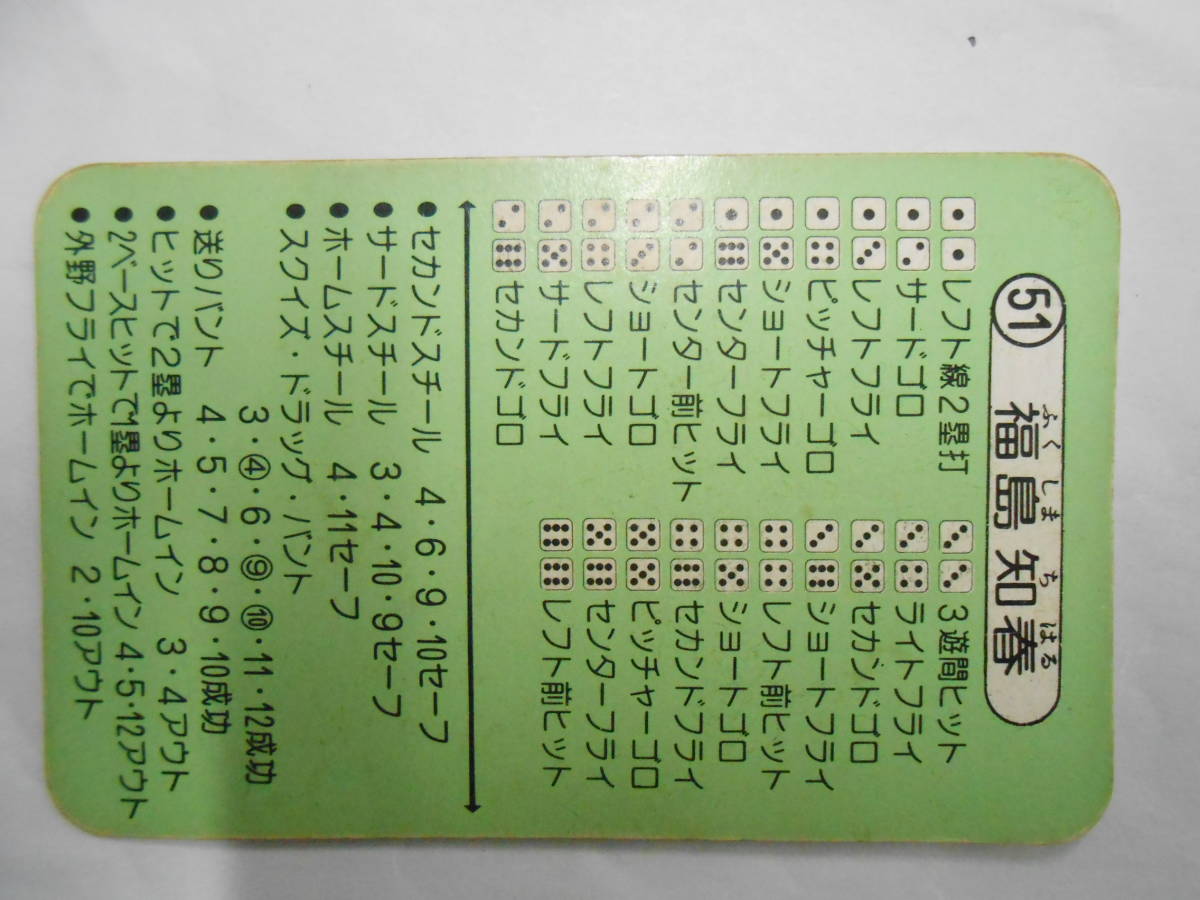 51 福島知春
ふくしま ちはる
レフト線2塁打
サードゴロ
レフトフライ
ピッチャーゴロ
ショートフライ
センターフライ
センター前ヒット
ショートゴロ
レフトフライ
サードフライ
セカンドゴロ
3遊間ヒット
ライトフライ
セカンドゴロ
ショートフライ
レフト前ヒット
ショートゴロ
セカンドフライ
ピッチャーゴロ
センターフライ
レフト前ヒット
●セカンドスチール 4・6・9・10セーフ
●サードスチール 3・4・10・9セーフ
●ホームスチール 4・11セーフ
●スクイズ・ドラッグ・バント
3・④・6・⑨・⑩・11・12成功
●送りバント 4・5・7・8・9・10成功
●ヒットで2塁よりホームイン 3・4アウト
●2ベースヒットで1塁よりホームイン 4・5・12アウト
●外野フライでホームイン 2・10アウト